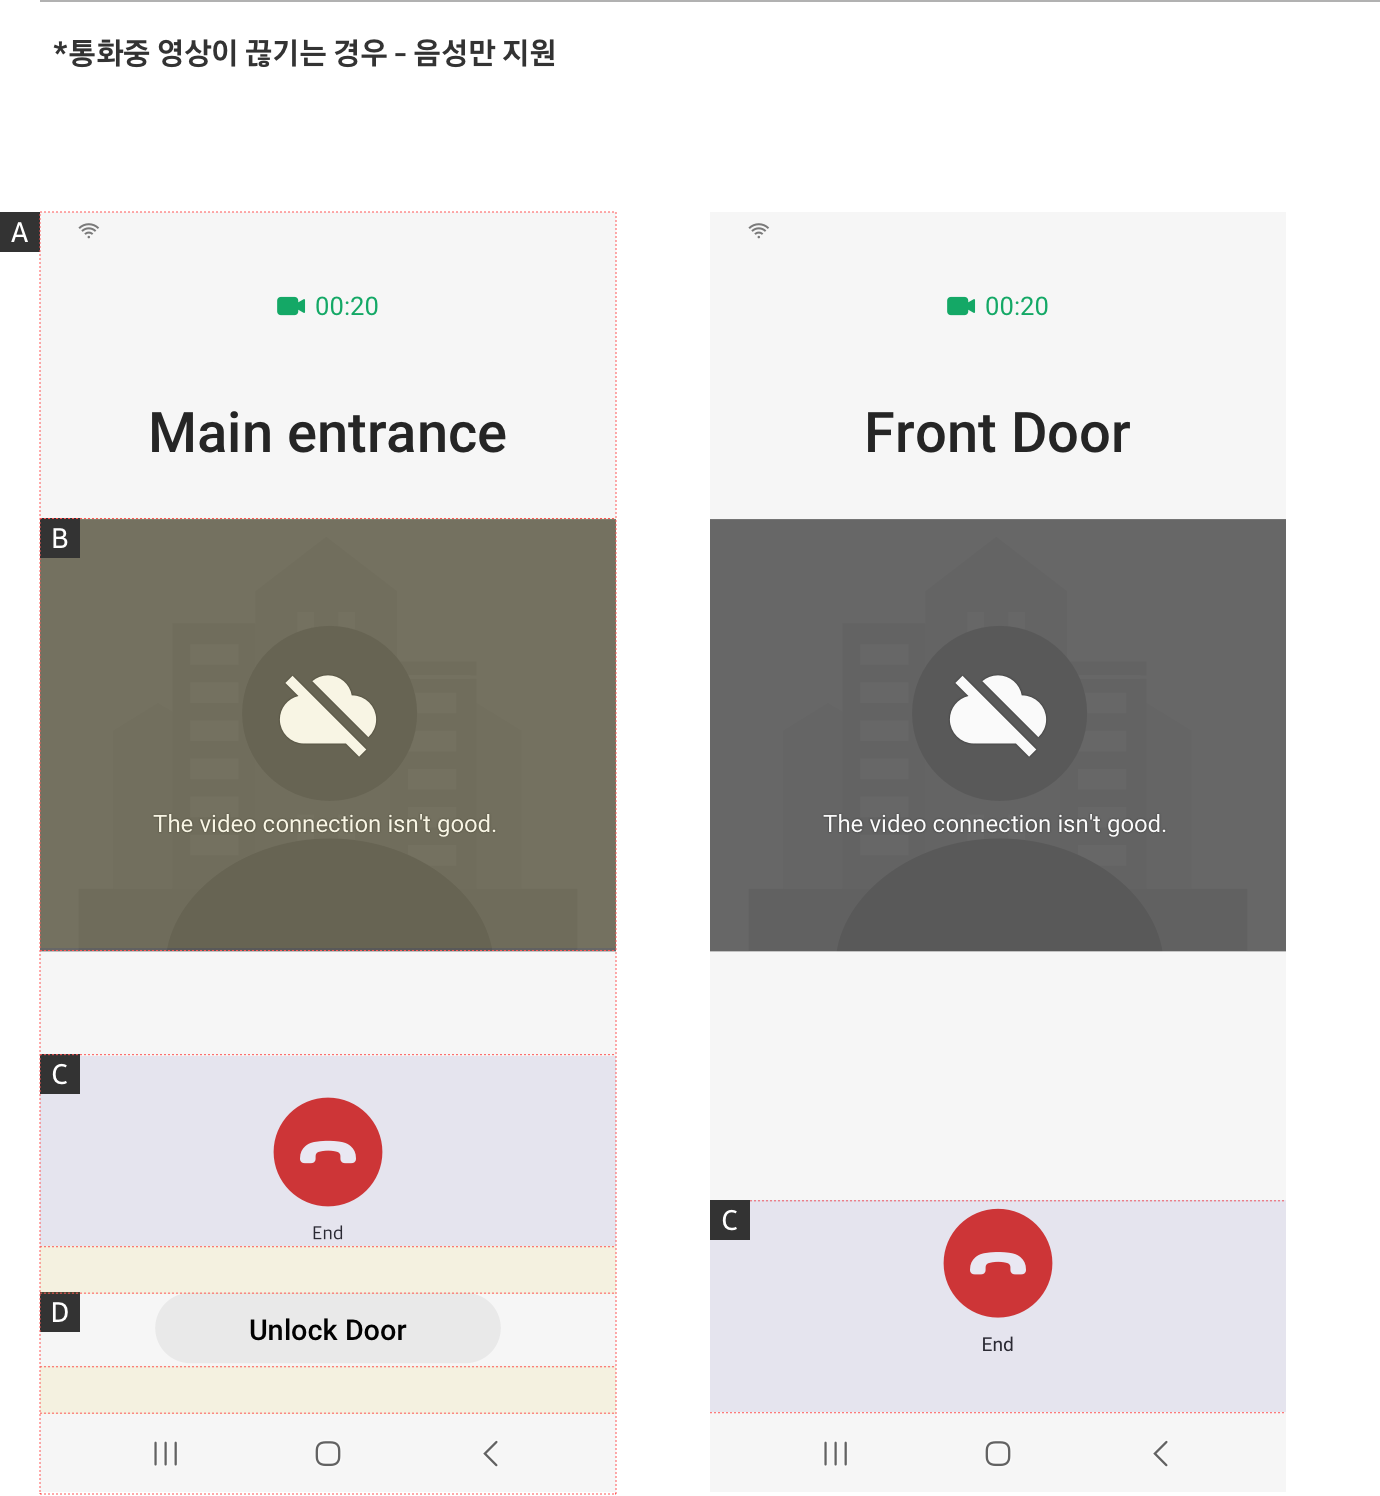 *통화중 영상이 끊기는 경우 - 음성만 지원
A
00:20
Main entrance
B
The video connection isn't good.
C
End
D
Unlock Door
00:20
Front Door
The video connection isn't good.
C
End